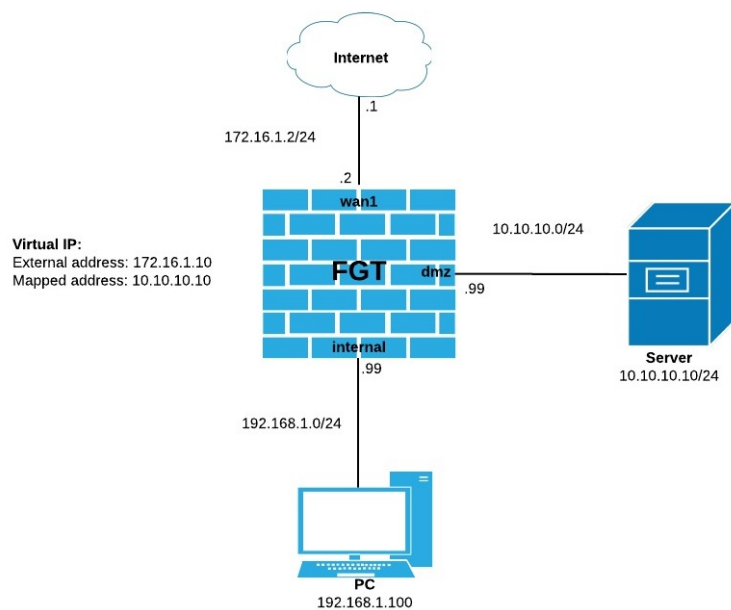 Internet
.1
172.16.1.2/24
.2
wan1
10.10.10.0/24
Virtual IP:
External address: 172.16.1.10
Mapped address: 10.10.10.10
FGT
dmz
.99
internal
Server
10.10.10.10/24
.99
192.168.1.0/24
PC
192.168.1.100